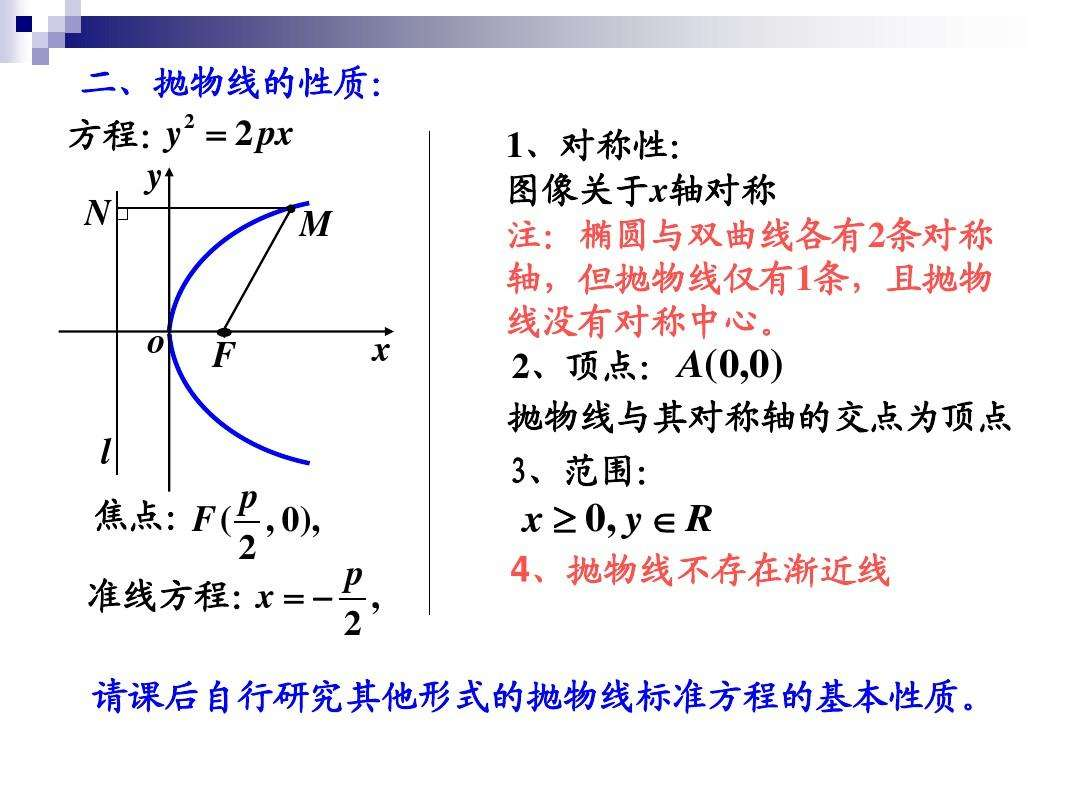 二、抛物线的性质:
方程: y² = 2px
y
N
M
o
F
x
l
焦点: F(p/2, 0),
准线方程: x = −p/2,
1、对称性:
图像关于x轴对称
注：椭圆与双曲线各有2条对称
轴，但抛物线仅有1条，且抛物
线没有对称中心。
2、顶点: A(0,0)
抛物线与其对称轴的交点为顶点
3、范围:
x ≥ 0, y ∈ R
4、抛物线不存在渐近线
请课后自行研究其他形式的抛物线标准方程的基本性质。